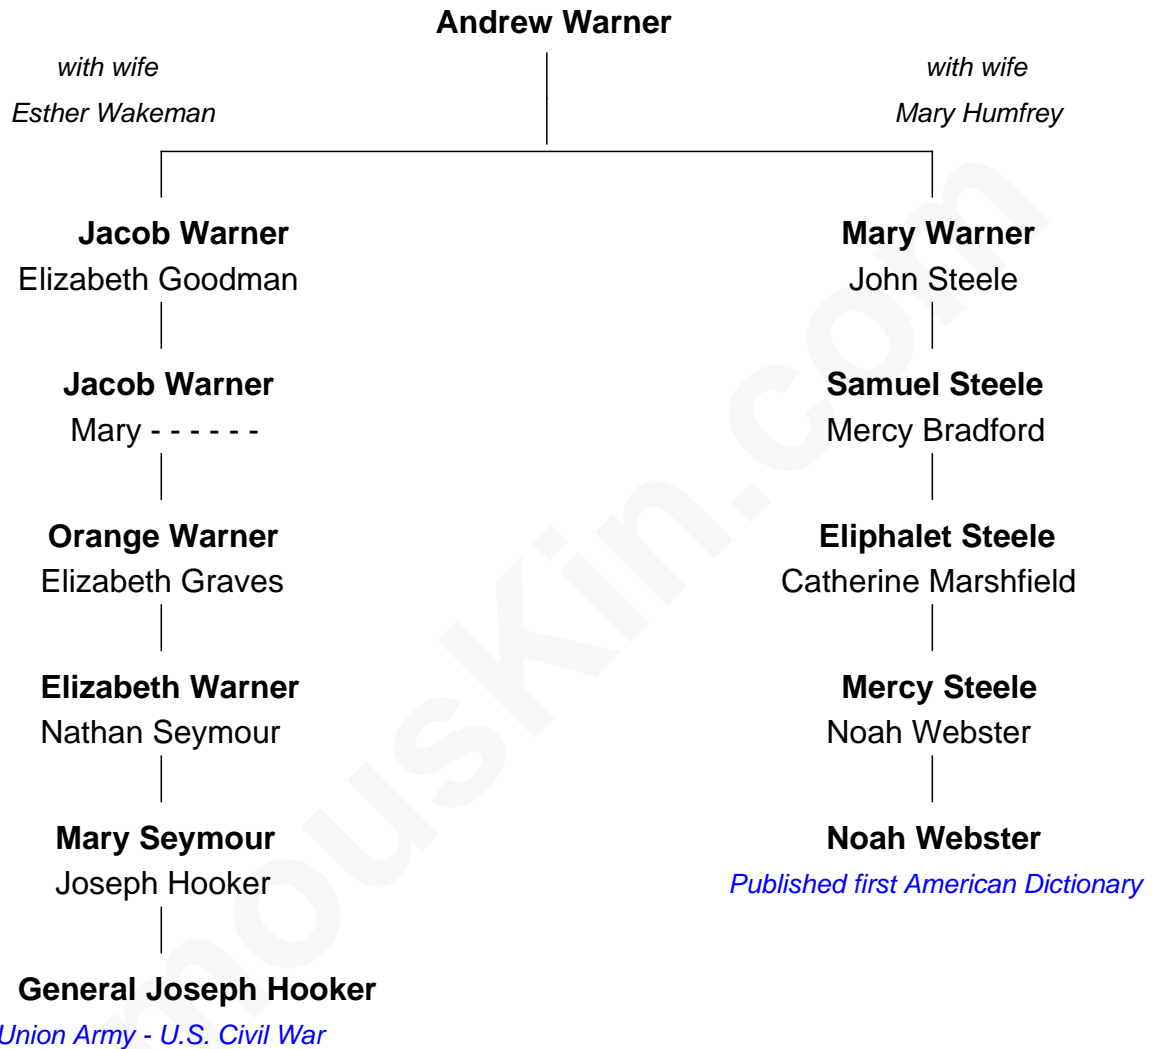 Andrew Warner
with wife
Esther Wakeman
with wife
Mary Humfrey
Jacob Warner
Elizabeth Goodman
Mary Warner
John Steele
Jacob Warner
Mary - - - - - -
Samuel Steele
Mercy Bradford
Orange Warner
Elizabeth Graves
Eliphalet Steele
Catherine Marshfield
Elizabeth Warner
Nathan Seymour
Mercy Steele
Noah Webster
Mary Seymour
Joseph Hooker
Noah Webster
Published first American Dictionary
General Joseph Hooker
Union Army - U.S. Civil War
mouskin.com